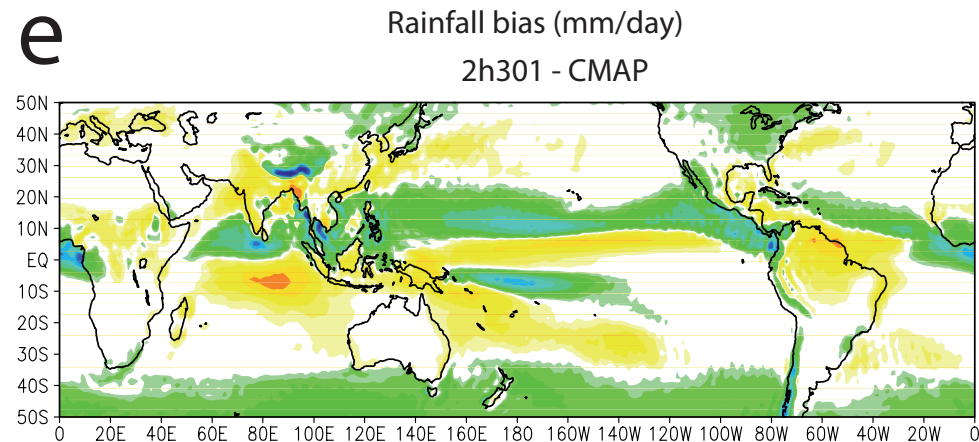 e
Rainfall bias (mm/day)
2h301 - CMAP
50N
40N
30N
20N
10N
EQ
10S
20S
30S
40S
50S
0 20E 40E 60E 80E 100E 120E 140E 160E 180 160W 140W 120W 100W 80W 60W 40W 20W 0